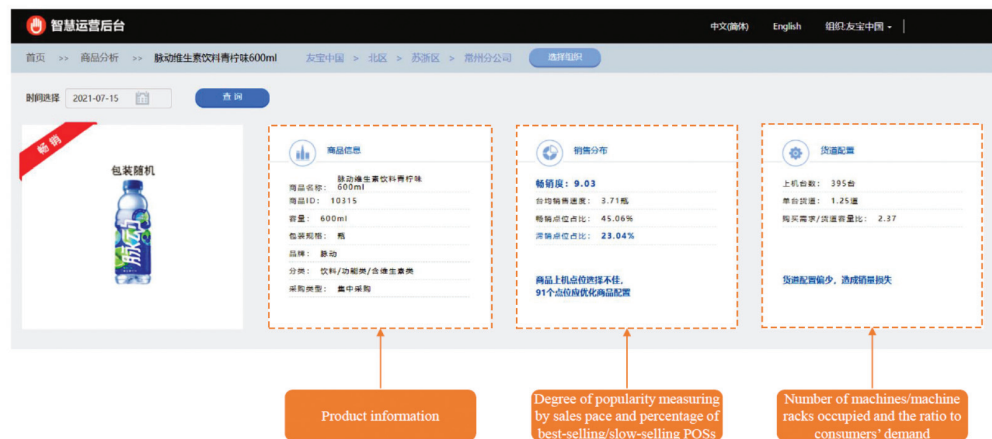 智慧运营后台
中文(简体) English 组织:友宝中国
首页 >> 商品分析 >> 脉动维生素饮料青柠味600ml 友宝中国 > 北区 > 苏浙区 > 常州分公司 选择组织
时间选择 2021-07-15 查询
畅销
包装随机
脉动
商品信息
商品名称: 脉动维生素饮料青柠味
600ml
商品ID: 10315
容量: 600ml
包装规格: 瓶
品牌: 脉动
分类: 饮料/功能类/含维生素类
采购类型: 集中采购
销售分布
畅销度: 9.03
台均销售速度: 3.71瓶
畅销点位占比: 45.06%
滞销点位占比: 23.04%
商品上机点位选择不佳,
91个点位应优化商品配置
货道配置
上机台数: 395台
单台货道: 1.25道
购买需求/货道容量比: 2.37
货道配置偏少, 造成销量损失
Product information
Degree of popularity measuring
by sales pace and percentage of
best-selling/slow-selling POSs
Number of machines/machine
racks occupied and the ratio to
consumers' demand